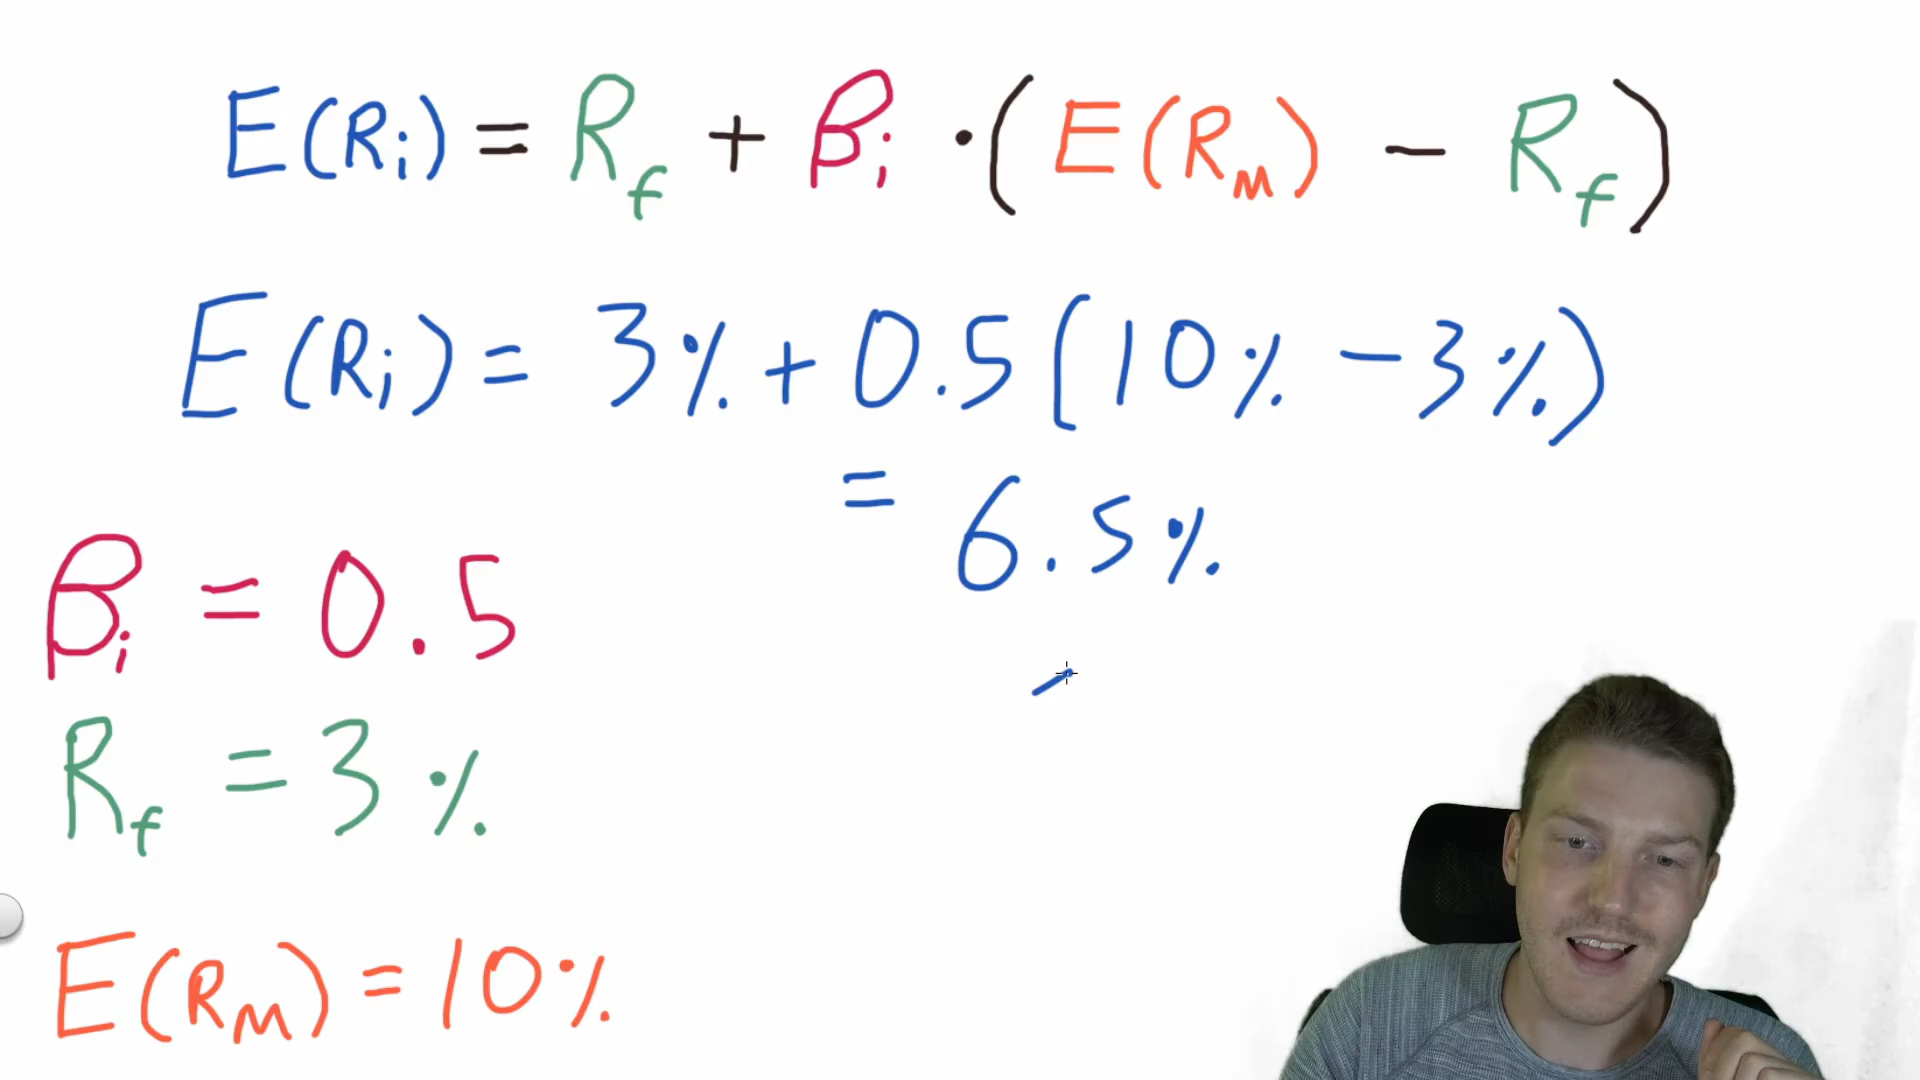 E(Ri) = Rf + βi · (E(Rm) − Rf)
E(Ri) = 3% + 0.5(10% − 3%)
= 6.5%
βi = 0.5
Rf = 3%
E(RM) = 10%